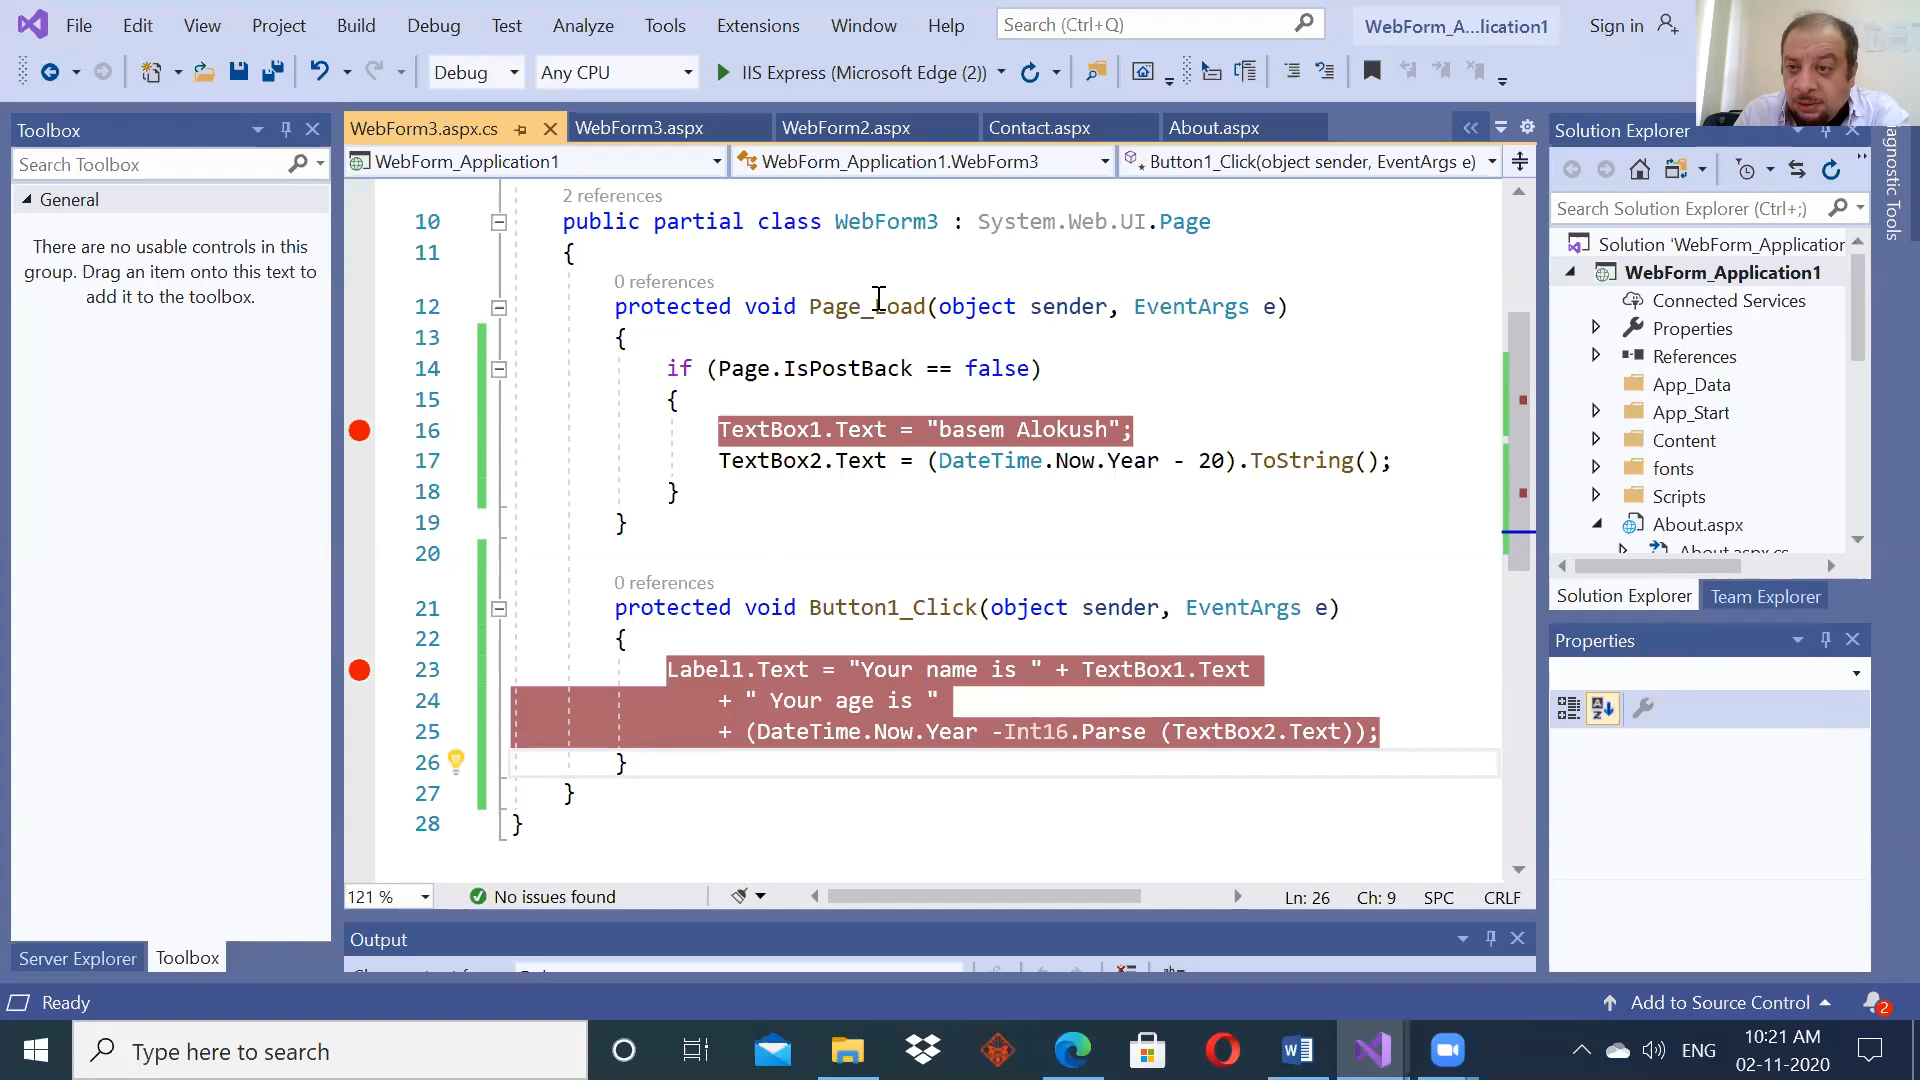 File Edit View Project Build Debug Test Analyze Tools Extensions Window Help Search (Ctrl+Q) WebForm_A...lication1 Sign in
Debug Any CPU IIS Express (Microsoft Edge (2))
Toolbox
Search Toolbox
General
There are no usable controls in this
group. Drag an item onto this text to
add it to the toolbox.
Server Explorer Toolbox
WebForm3.aspx.cs WebForm3.aspx WebForm2.aspx Contact.aspx About.aspx
WebForm_Application1 WebForm_Application1.WebForm3 Button1_Click(object sender, EventArgs e)
2 references
10 public partial class WebForm3 : System.Web.UI.Page
11 {
0 references
12 protected void Page_Load(object sender, EventArgs e)
13 {
14 if (Page.IsPostBack == false)
15 {
16 TextBox1.Text = "basem Alokush";
17 TextBox2.Text = (DateTime.Now.Year - 20).ToString();
18 }
19 }
20
0 references
21 protected void Button1_Click(object sender, EventArgs e)
22 {
23 Label1.Text = "Your name is " + TextBox1.Text
24 + " Your age is "
25 + (DateTime.Now.Year -Int16.Parse (TextBox2.Text));
26 }
27 }
28 }
121 % No issues found Ln: 26 Ch: 9 SPC CRLF
Output
Solution Explorer
Search Solution Explorer (Ctrl+;)
Solution 'WebForm_Application
WebForm_Application1
Connected Services
Properties
References
App_Data
App_Start
Content
fonts
Scripts
About.aspx
About.aspx.cs
Solution Explorer Team Explorer
Properties
agnostic Tools
Ready Add to Source Control 2
Type here to search ENG 10:21 AM
02-11-2020